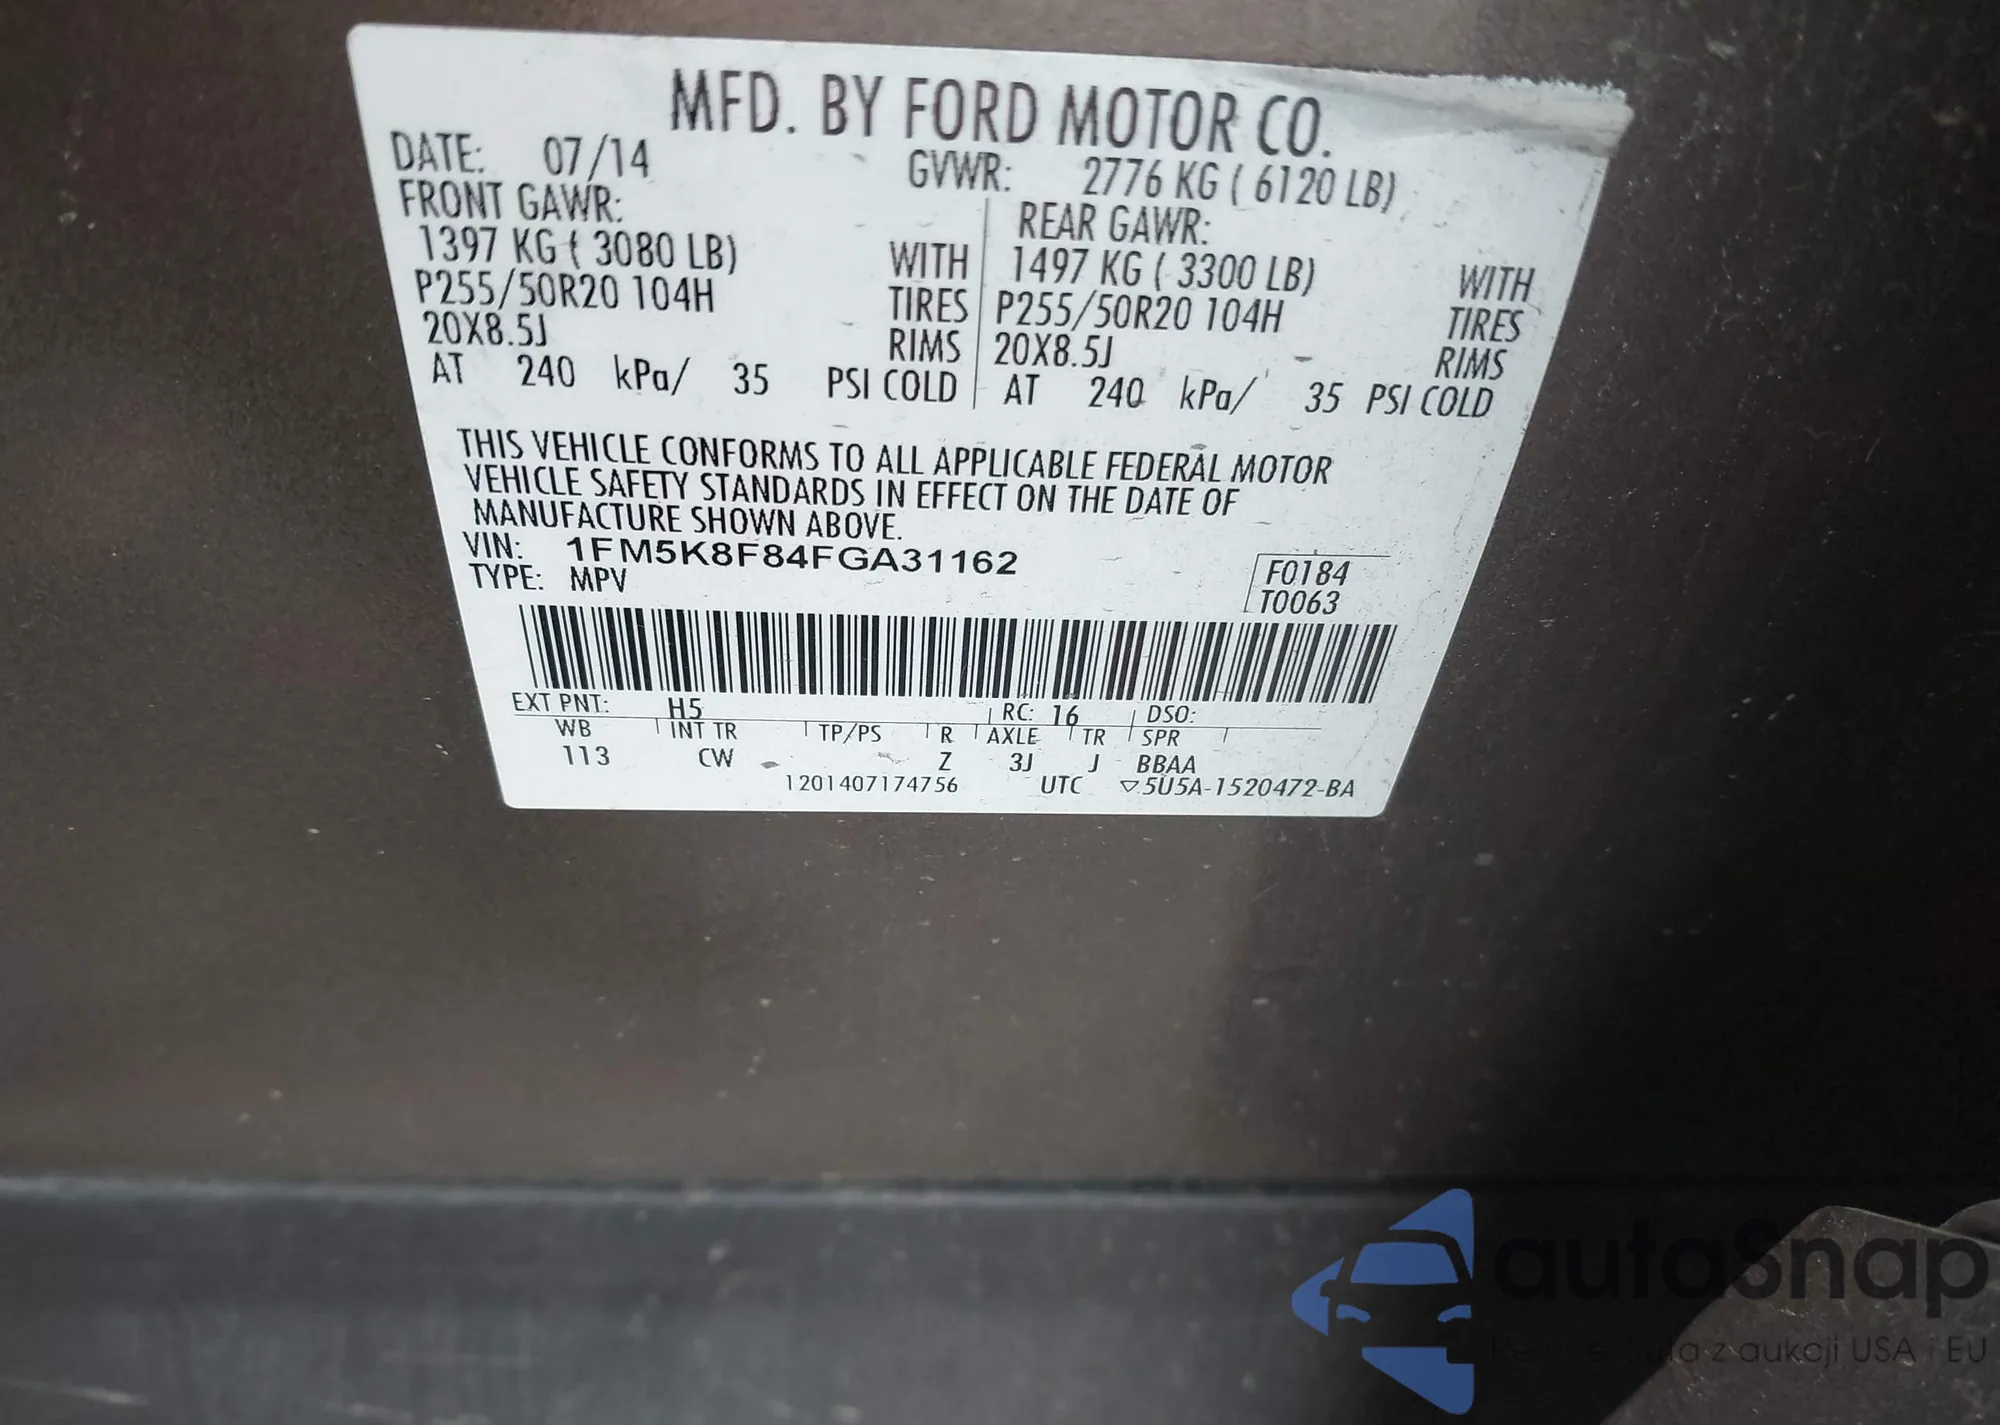 MFD. BY FORD MOTOR CO.
DATE: 07/14 GVWR: 2776 KG ( 6120 LB)
FRONT GAWR: REAR GAWR:
1397 KG ( 3080 LB) WITH 1497 KG ( 3300 LB) WITH
P255/50R20 104H TIRES P255/50R20 104H TIRES
20X8.5J RIMS 20X8.5J RIMS
AT 240 kPa/ 35 PSI COLD AT 240 kPa/ 35 PSI COLD
THIS VEHICLE CONFORMS TO ALL APPLICABLE FEDERAL MOTOR
VEHICLE SAFETY STANDARDS IN EFFECT ON THE DATE OF
MANUFACTURE SHOWN ABOVE.
VIN: 1FM5K8F84FGA31162
TYPE: MPV
F0184
T0063
EXT PNT: H5 RC: 16 DSO:
WB INT TR TP/PS R AXLE TR SPR
113 CW Z 3J J BBAA
1201407174756 UTC ▽5U5A-1520472-BA
autoSnap
auta z aukcji USA i EU